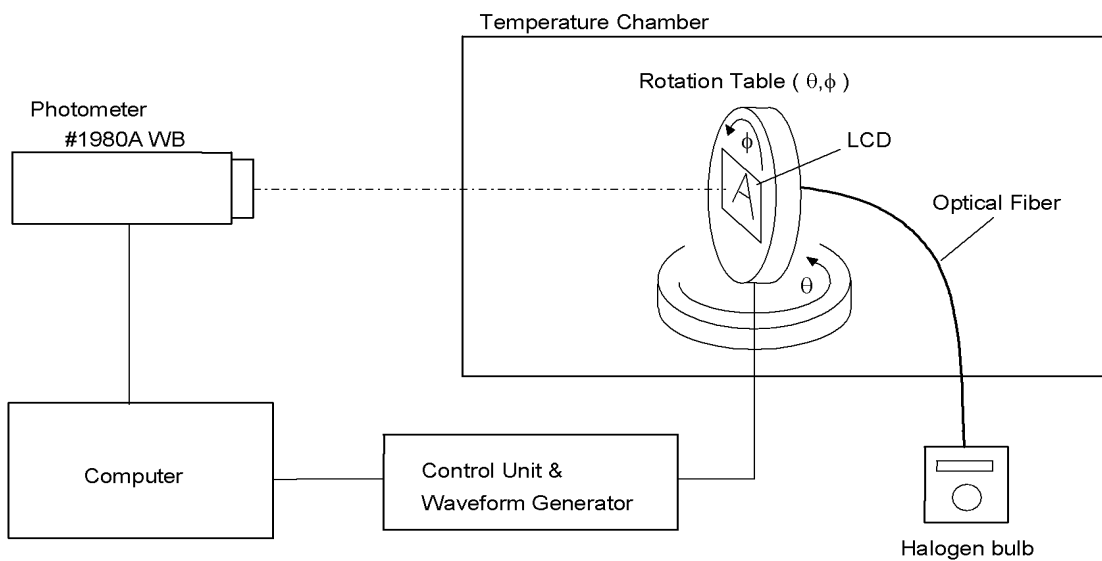 Temperature Chamber
Rotation Table ( θ,ϕ )
Photometer
#1980A WB
ϕ
LCD
A
Optical Fiber
θ
Computer
Control Unit &
Waveform Generator
Halogen bulb